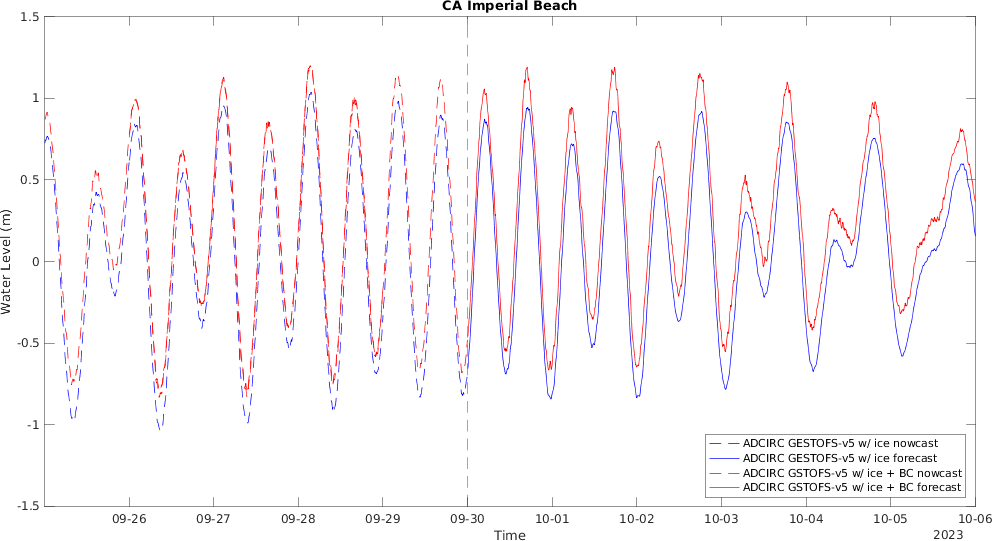 CA Imperial Beach
1.5
1
0.5
0
-0.5
-1
-1.5
Water Level (m)
09-26 09-27 09-28 09-29 09-30 10-01 10-02 10-03 10-04 10-05 10-06
Time
2023
ADCIRC GESTOFS-v5 w/ ice nowcast
ADCIRC GESTOFS-v5 w/ ice forecast
ADCIRC GSTOFS-v5 w/ ice + BC nowcast
ADCIRC GSTOFS-v5 w/ ice + BC forecast